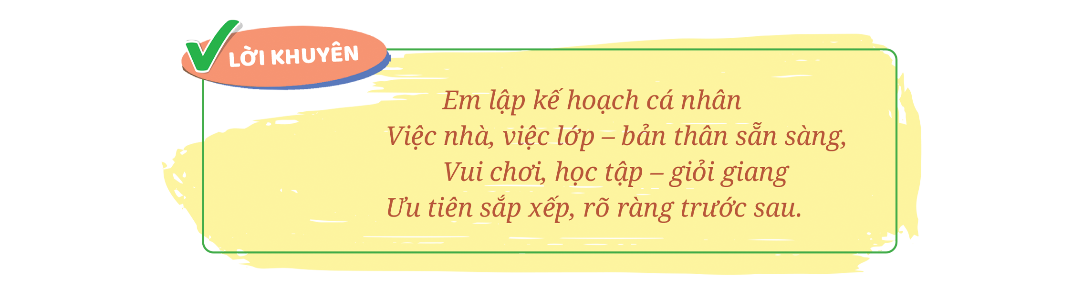 LỜI KHUYÊN
Em lập kế hoạch cá nhân
Việc nhà, việc lớp – bản thân sẵn sàng,
Vui chơi, học tập – giỏi giang
Ưu tiên sắp xếp, rõ ràng trước sau.